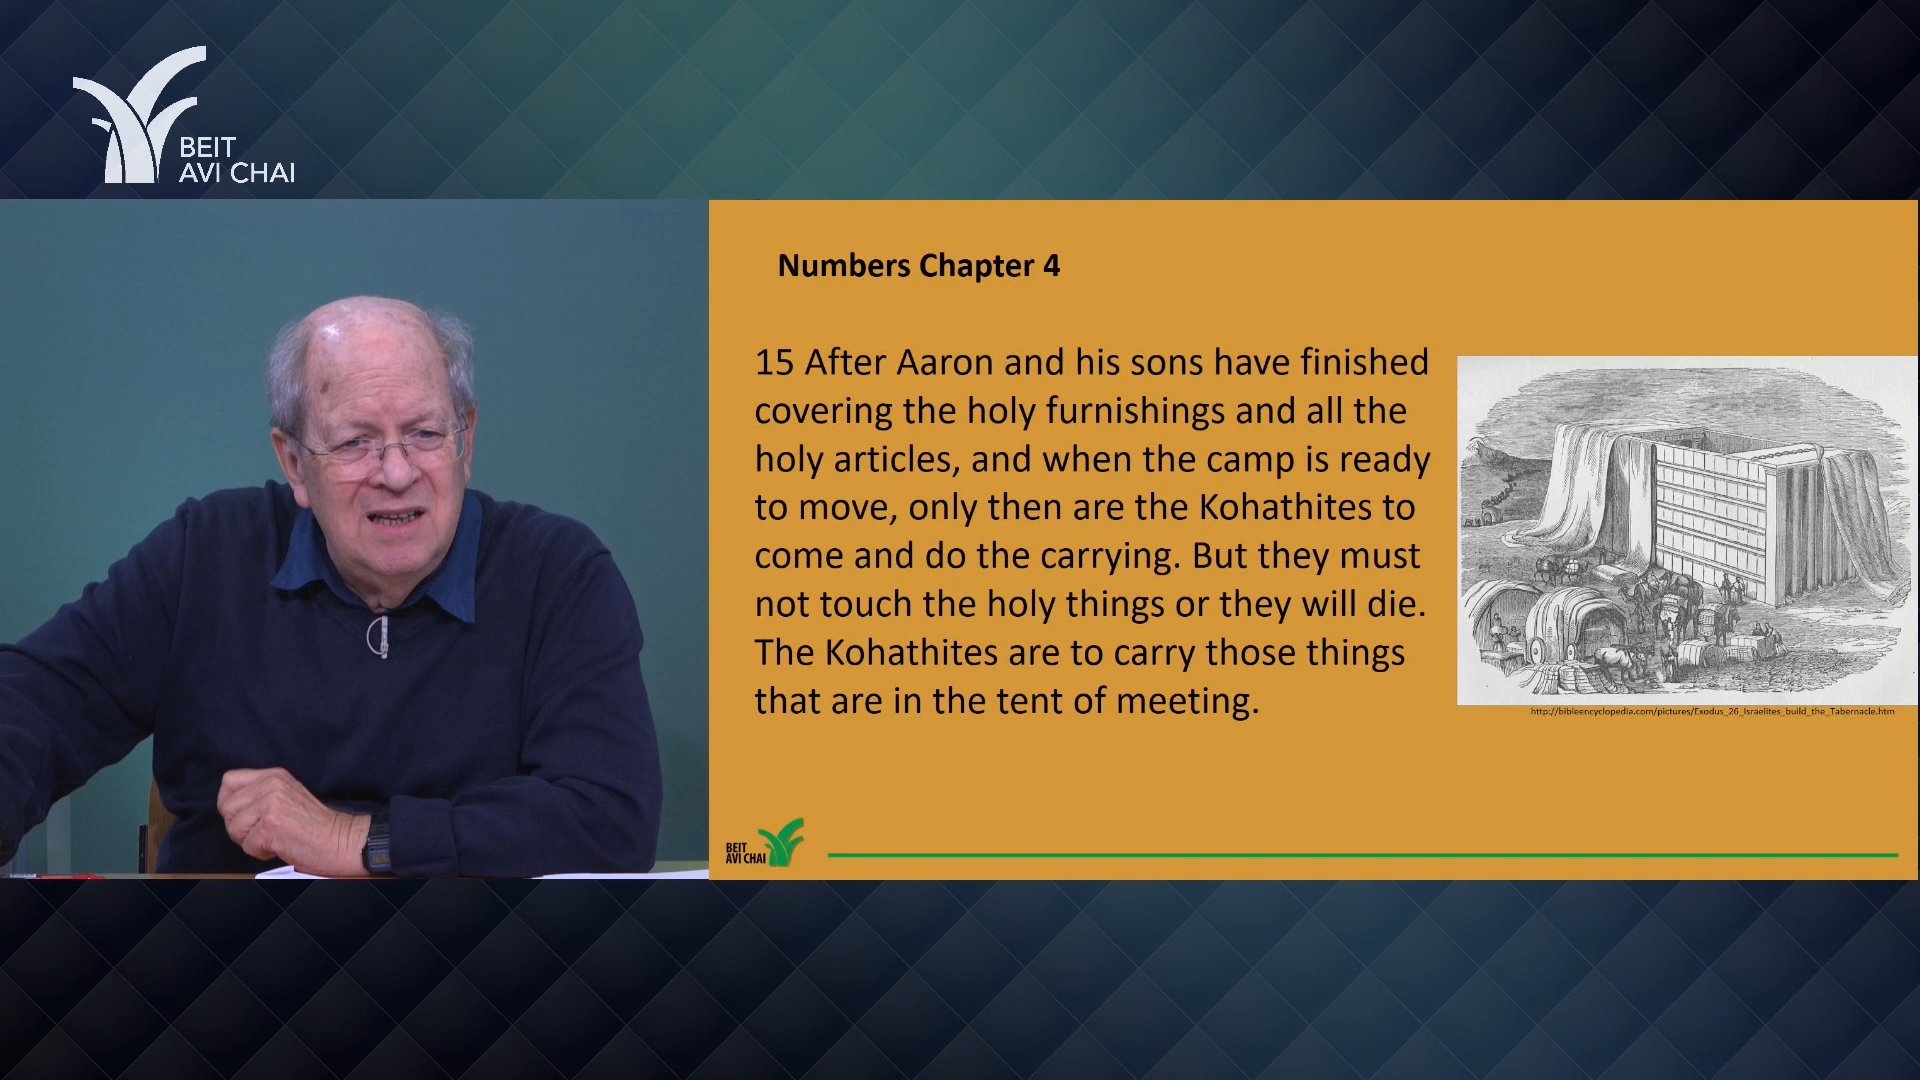 BEIT
AVI CHAI
Numbers Chapter 4
15 After Aaron and his sons have finished
covering the holy furnishings and all the
holy articles, and when the camp is ready
to move, only then are the Kohathites to
come and do the carrying. But they must
not touch the holy things or they will die.
The Kohathites are to carry those things
that are in the tent of meeting.
http://bibleencyclopedia.com/pictures/Exodus_26_Israelites_build_the_Tabernacle.htm
BEIT
AVI CHAI